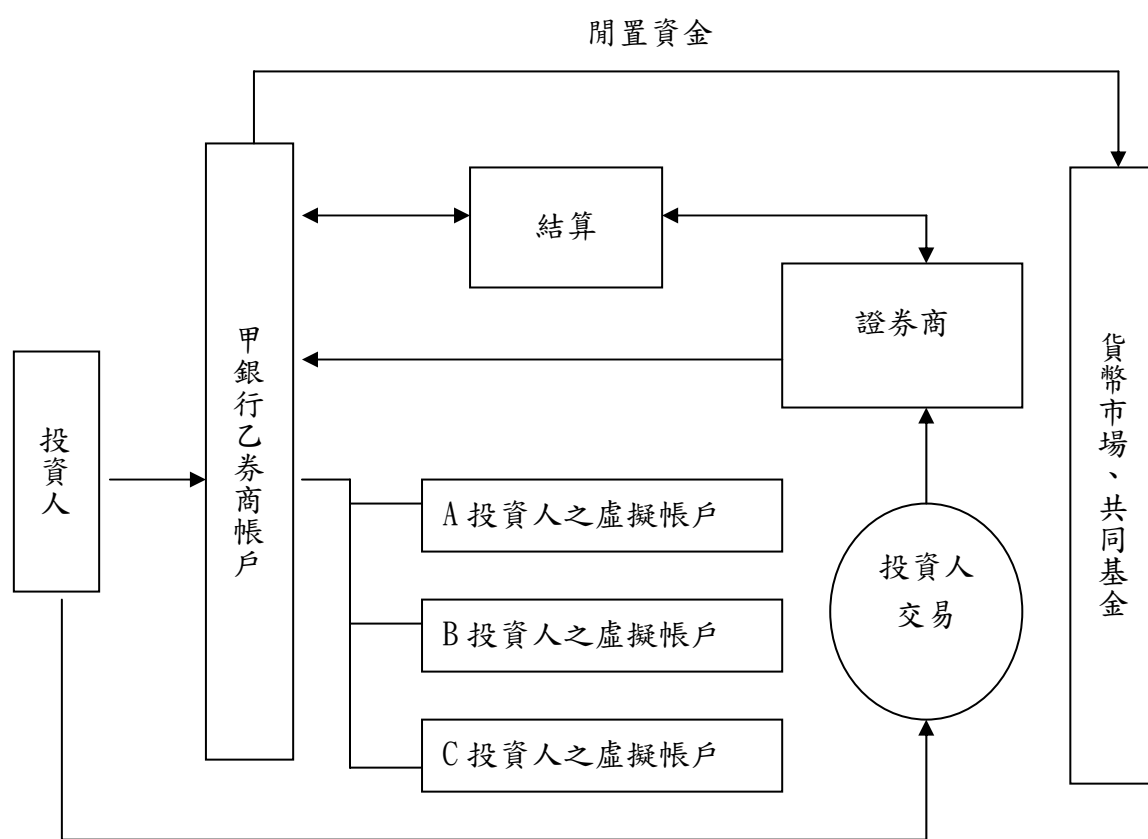 閒置資金
結算
證券商
甲銀行乙券商帳戶
貨幣市場、共同基金
投資人
A 投資人之虛擬帳戶
投資人
交易
B 投資人之虛擬帳戶
C 投資人之虛擬帳戶